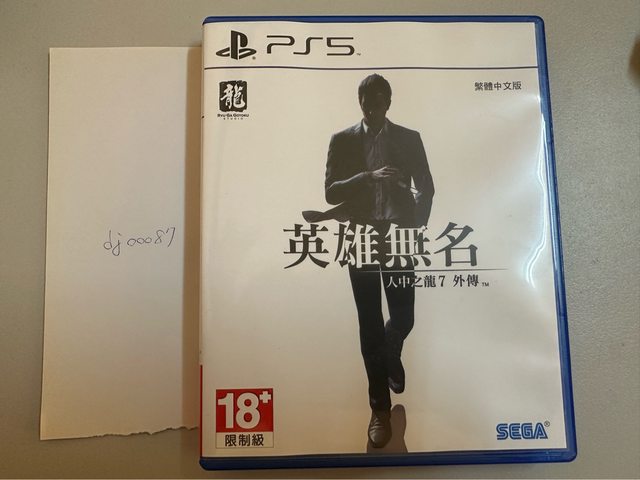 PS5
繁體中文版
龍
RYU GA GOTOKU
STUDIO
dj00087
英雄無名
人中之龍7 外傳™
18+
限制級
SEGA®